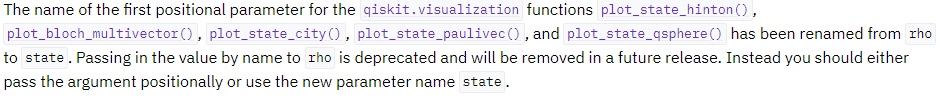 The name of the first positional parameter for the qiskit.visualization functions plot_state_hinton() ,
plot_bloch_multivector() , plot_state_city() , plot_state_paulivec() , and plot_state_qsphere() has been renamed from rho
to state . Passing in the value by name to rho is deprecated and will be removed in a future release. Instead you should either
pass the argument positionally or use the new parameter name state .